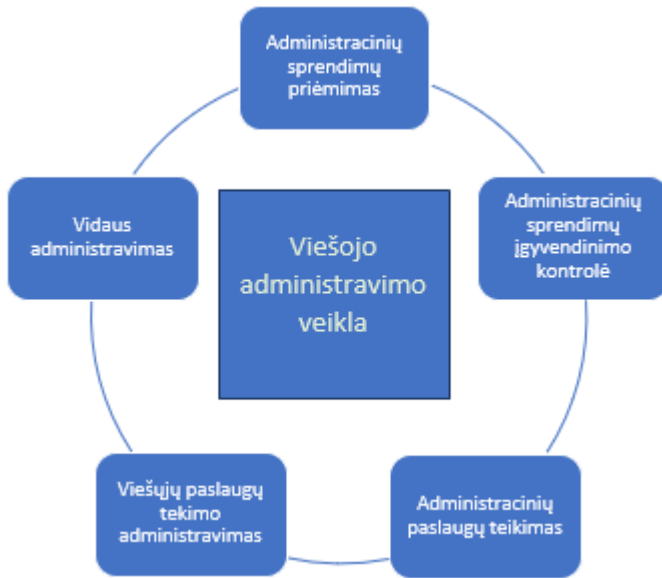 Administracinių
sprendimų
priėmimas
Administracinių
sprendimų
įgyvendinimo
kontrolė
Administracinių
paslaugų teikimas
Viešųjų paslaugų
tekimo
administravimas
Vidaus
administravimas
Viešojo
administravimo
veikla